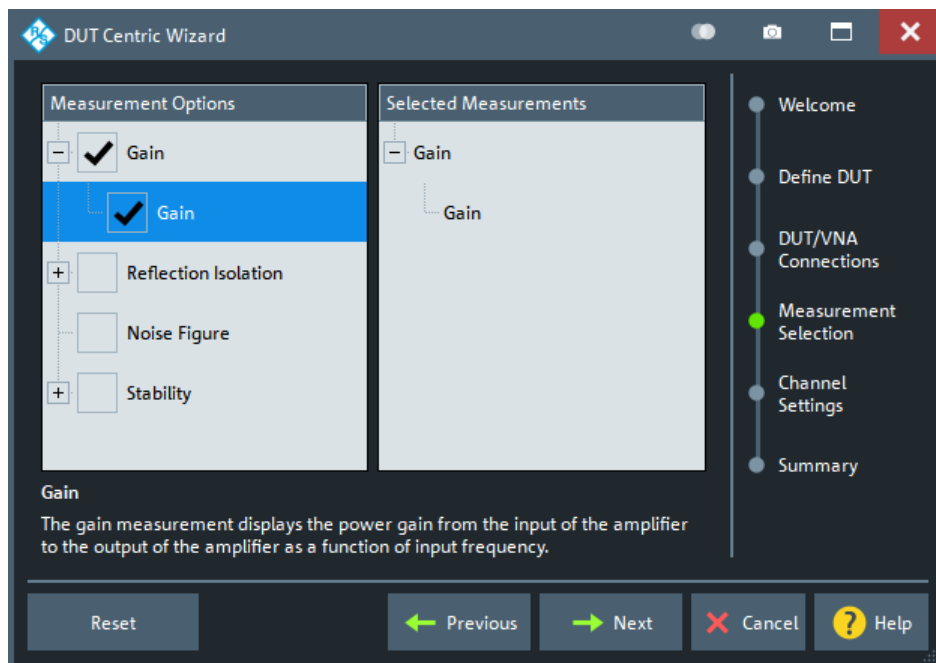 R/S DUT Centric Wizard
Measurement Options
Gain
Gain
Reflection Isolation
Noise Figure
Stability
Selected Measurements
Gain
Gain
Welcome
Define DUT
DUT/VNA
Connections
Measurement
Selection
Channel
Settings
Summary
Gain
The gain measurement displays the power gain from the input of the amplifier
to the output of the amplifier as a function of input frequency.
Reset
Previous
Next
Cancel
? Help